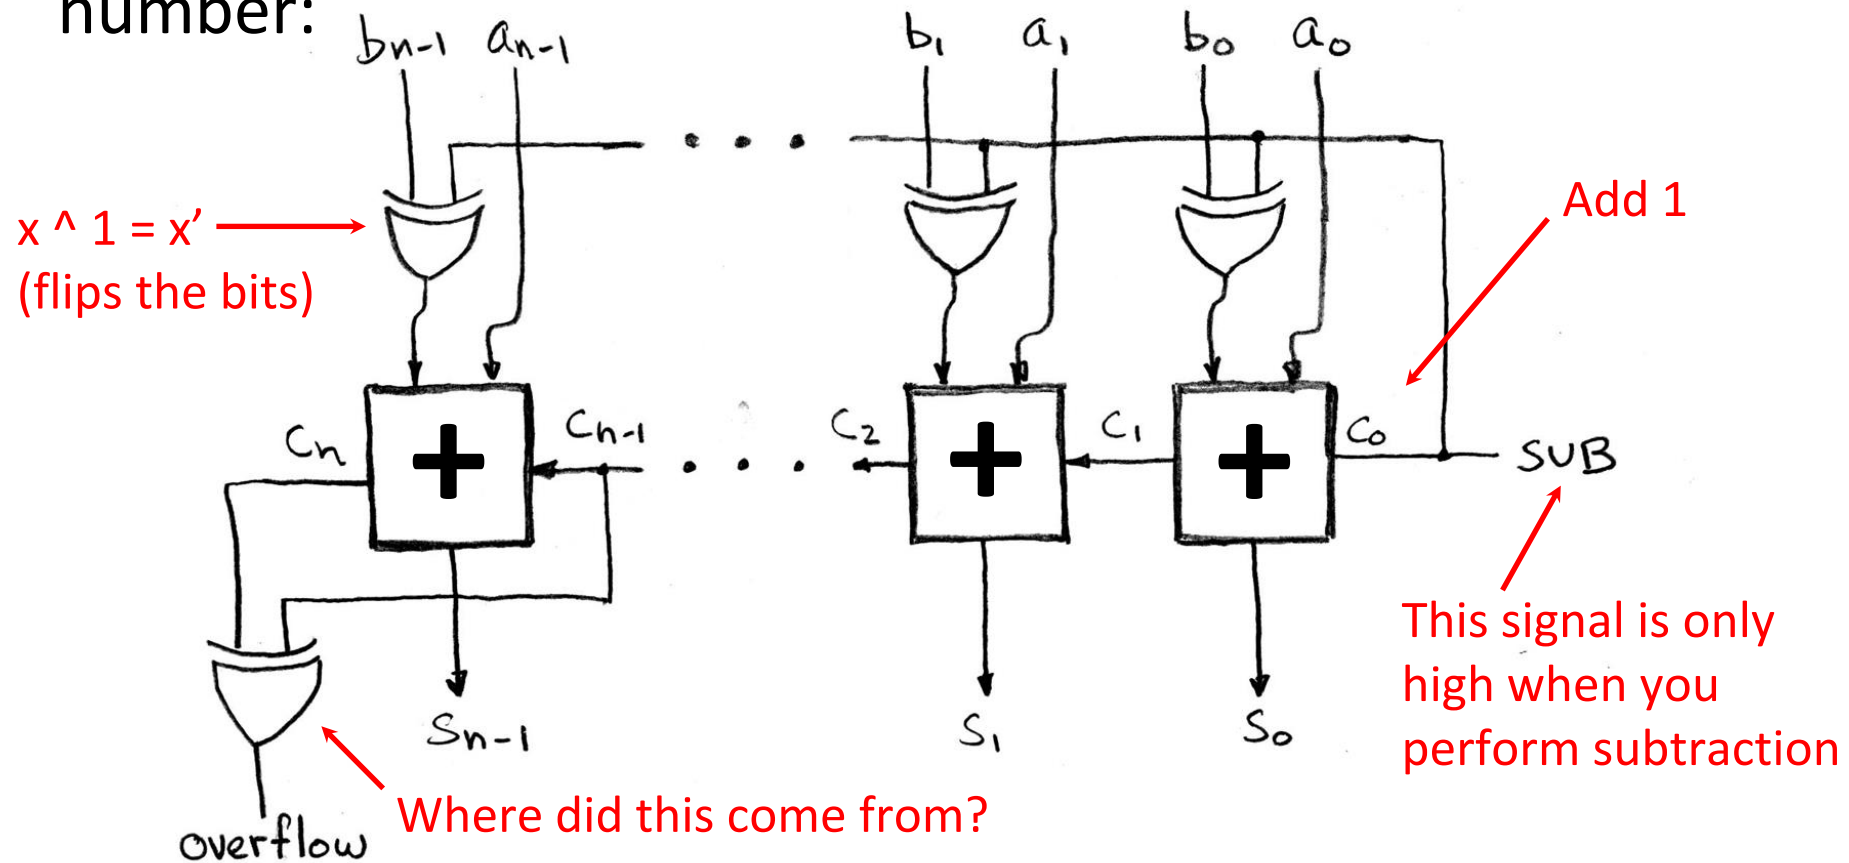 number:
bn-1 an-1 b1 a1 b0 a0
x ^ 1 = x’
(flips the bits)
Add 1
cn + cn-1 c2 + c1 + c0 SUB
This signal is only
high when you
perform subtraction
sn-1 s1 s0
Where did this come from?
overflow